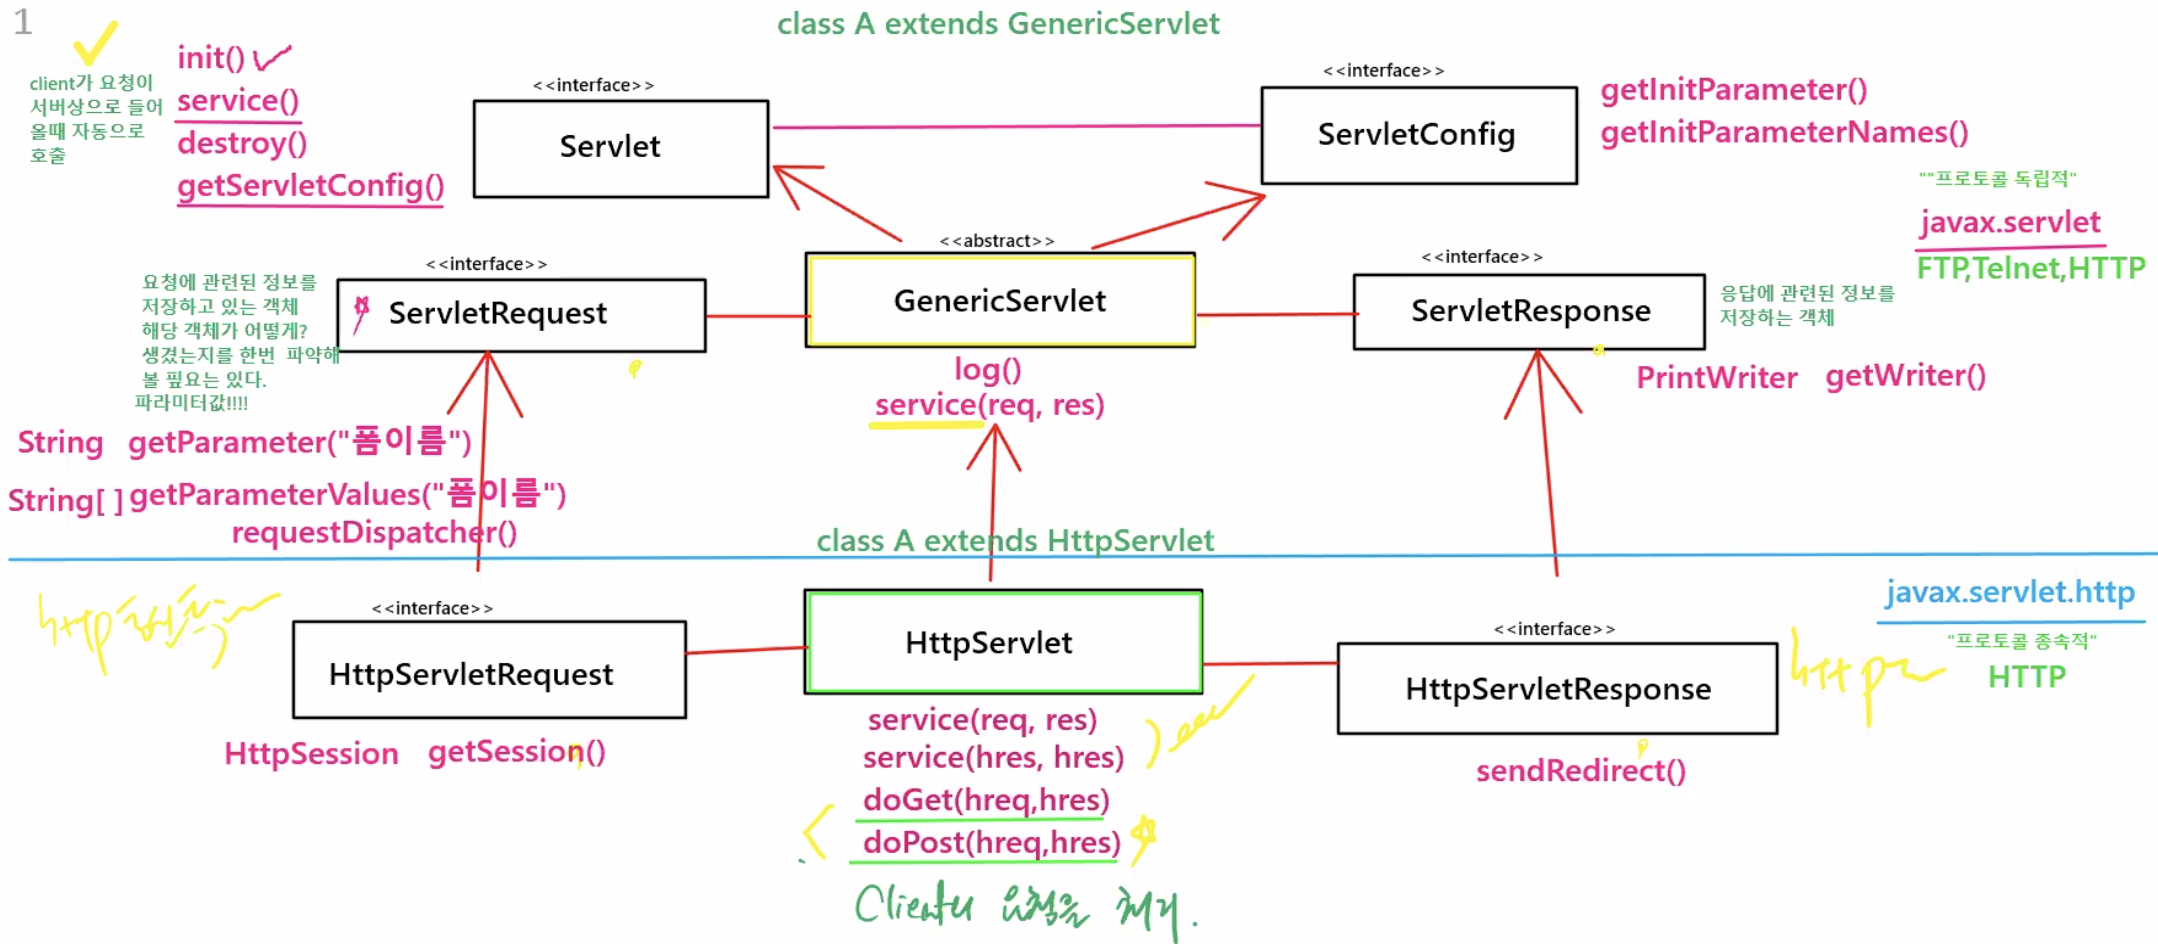 1
class A extends GenericServlet
client가 요청이
서버상으로 들어
올때 자동으로
호출
init()
service()
destroy()
getServletConfig()
<<interface>>
Servlet
<<interface>>
ServletConfig
getInitParameter()
getInitParameterNames()
""프로토콜 독립적"
javax.servlet
FTP,Telnet,HTTP
요청에 관련된 정보를
저장하고 있는 객체
해당 객체가 어떻게?
생겼는지를 한번 파악해
볼 핖요는 있다.
파라미터값!!!!
<<interface>>
ServletRequest
<<abstract>>
GenericServlet
log()
service(req, res)
<<interface>>
ServletResponse
응답에 관련된 정보를
저장하는 객체
PrintWriter getWriter()
String getParameter("폼이름")
String[ ] getParameterValues("폼이름")
requestDispatcher()
class A extends HttpServlet
http
<<interface>>
HttpServletRequest
HttpSession getSession()
HttpServlet
service(req, res)
service(hres, hres)
doGet(hreq,hres)
doPost(hreq,hres)
요청을 처리.
<<interface>>
HttpServletResponse
sendRedirect()
http
javax.servlet.http
"프로토콜 종속적"
HTTP